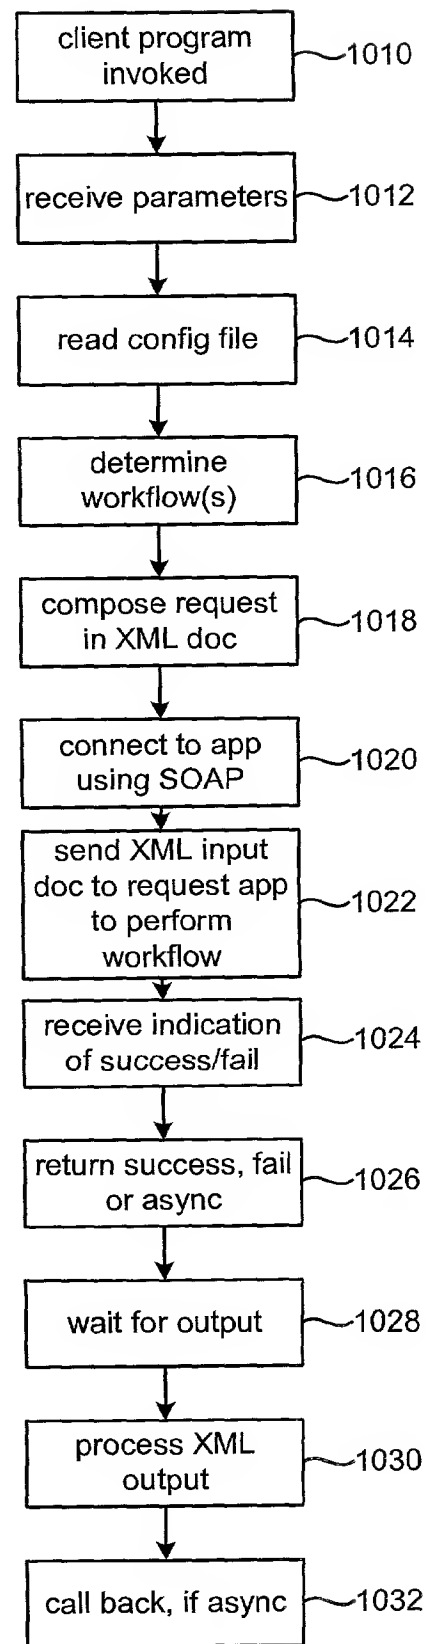 client program
invoked
1010
receive parameters
1012
read config file
1014
determine
workflow(s)
1016
compose request
in XML doc
1018
connect to app
using SOAP
1020
send XML input
doc to request app
to perform
workflow
1022
receive indication
of success/fail
1024
return success, fail
or async
1026
wait for output
1028
process XML
output
1030
call back, if async
1032